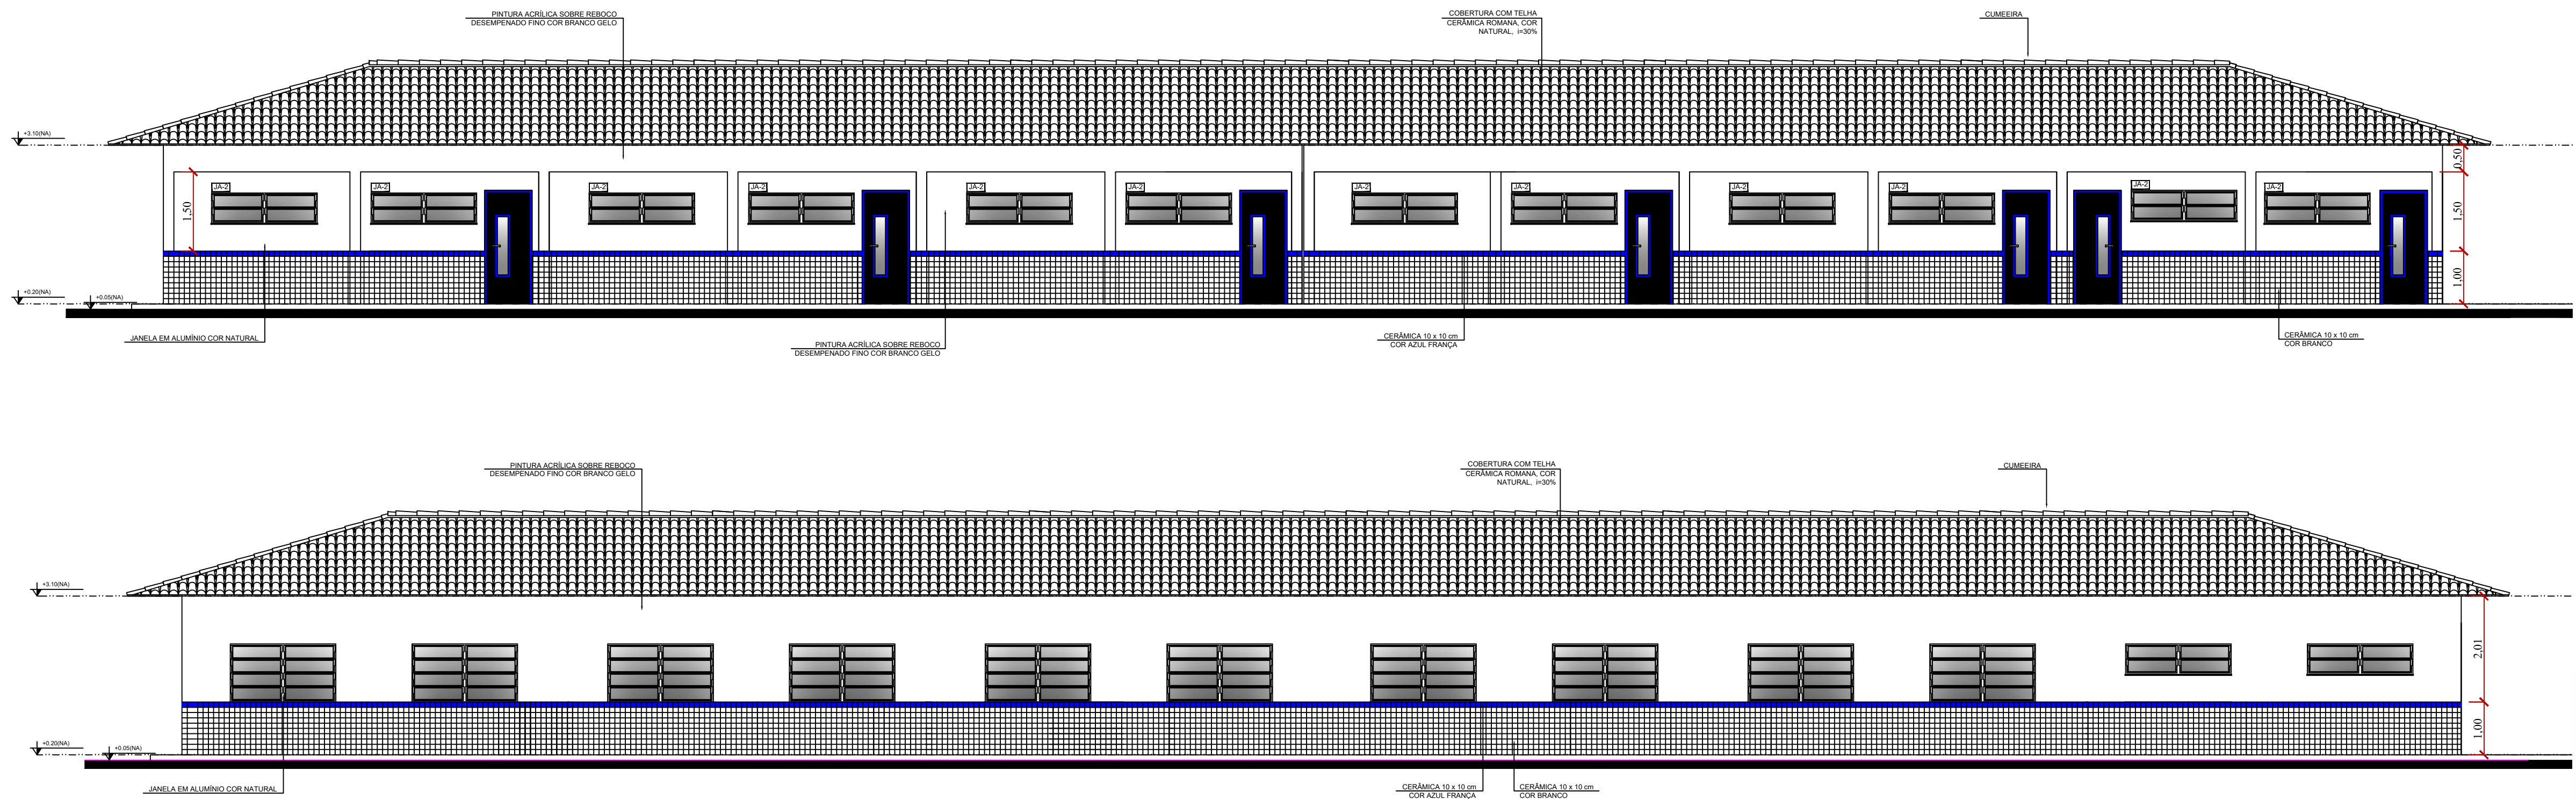 PINTURA ACRÍLICA SOBRE REBOCO
DESEMPENADO FINO COR BRANCO GELO
COBERTURA COM TELHA
CERÂMICA ROMANA, COR
NATURAL, i=30%
CUMEEIRA
+3.10(NA)
0,50
JA-2
JA-2
JA-2
JA-2
JA-2
JA-2
JA-2
JA-2
JA-2
JA-2
JA-2
JA-2
1,50
1,50
1,00
+0.20(NA)
+0.05(NA)
JANELA EM ALUMÍNIO COR NATURAL
PINTURA ACRÍLICA SOBRE REBOCO
DESEMPENADO FINO COR BRANCO GELO
CERÂMICA 10 x 10 cm
COR AZUL FRANÇA
CERÂMICA 10 x 10 cm
COR BRANCO
PINTURA ACRÍLICA SOBRE REBOCO
DESEMPENADO FINO COR BRANCO GELO
COBERTURA COM TELHA
CERÂMICA ROMANA, COR
NATURAL, i=30%
CUMEEIRA
+3.10(NA)
2,01
1,00
+0.20(NA)
+0.05(NA)
JANELA EM ALUMÍNIO COR NATURAL
CERÂMICA 10 x 10 cm
COR AZUL FRANÇA
CERÂMICA 10 x 10 cm
COR BRANCO